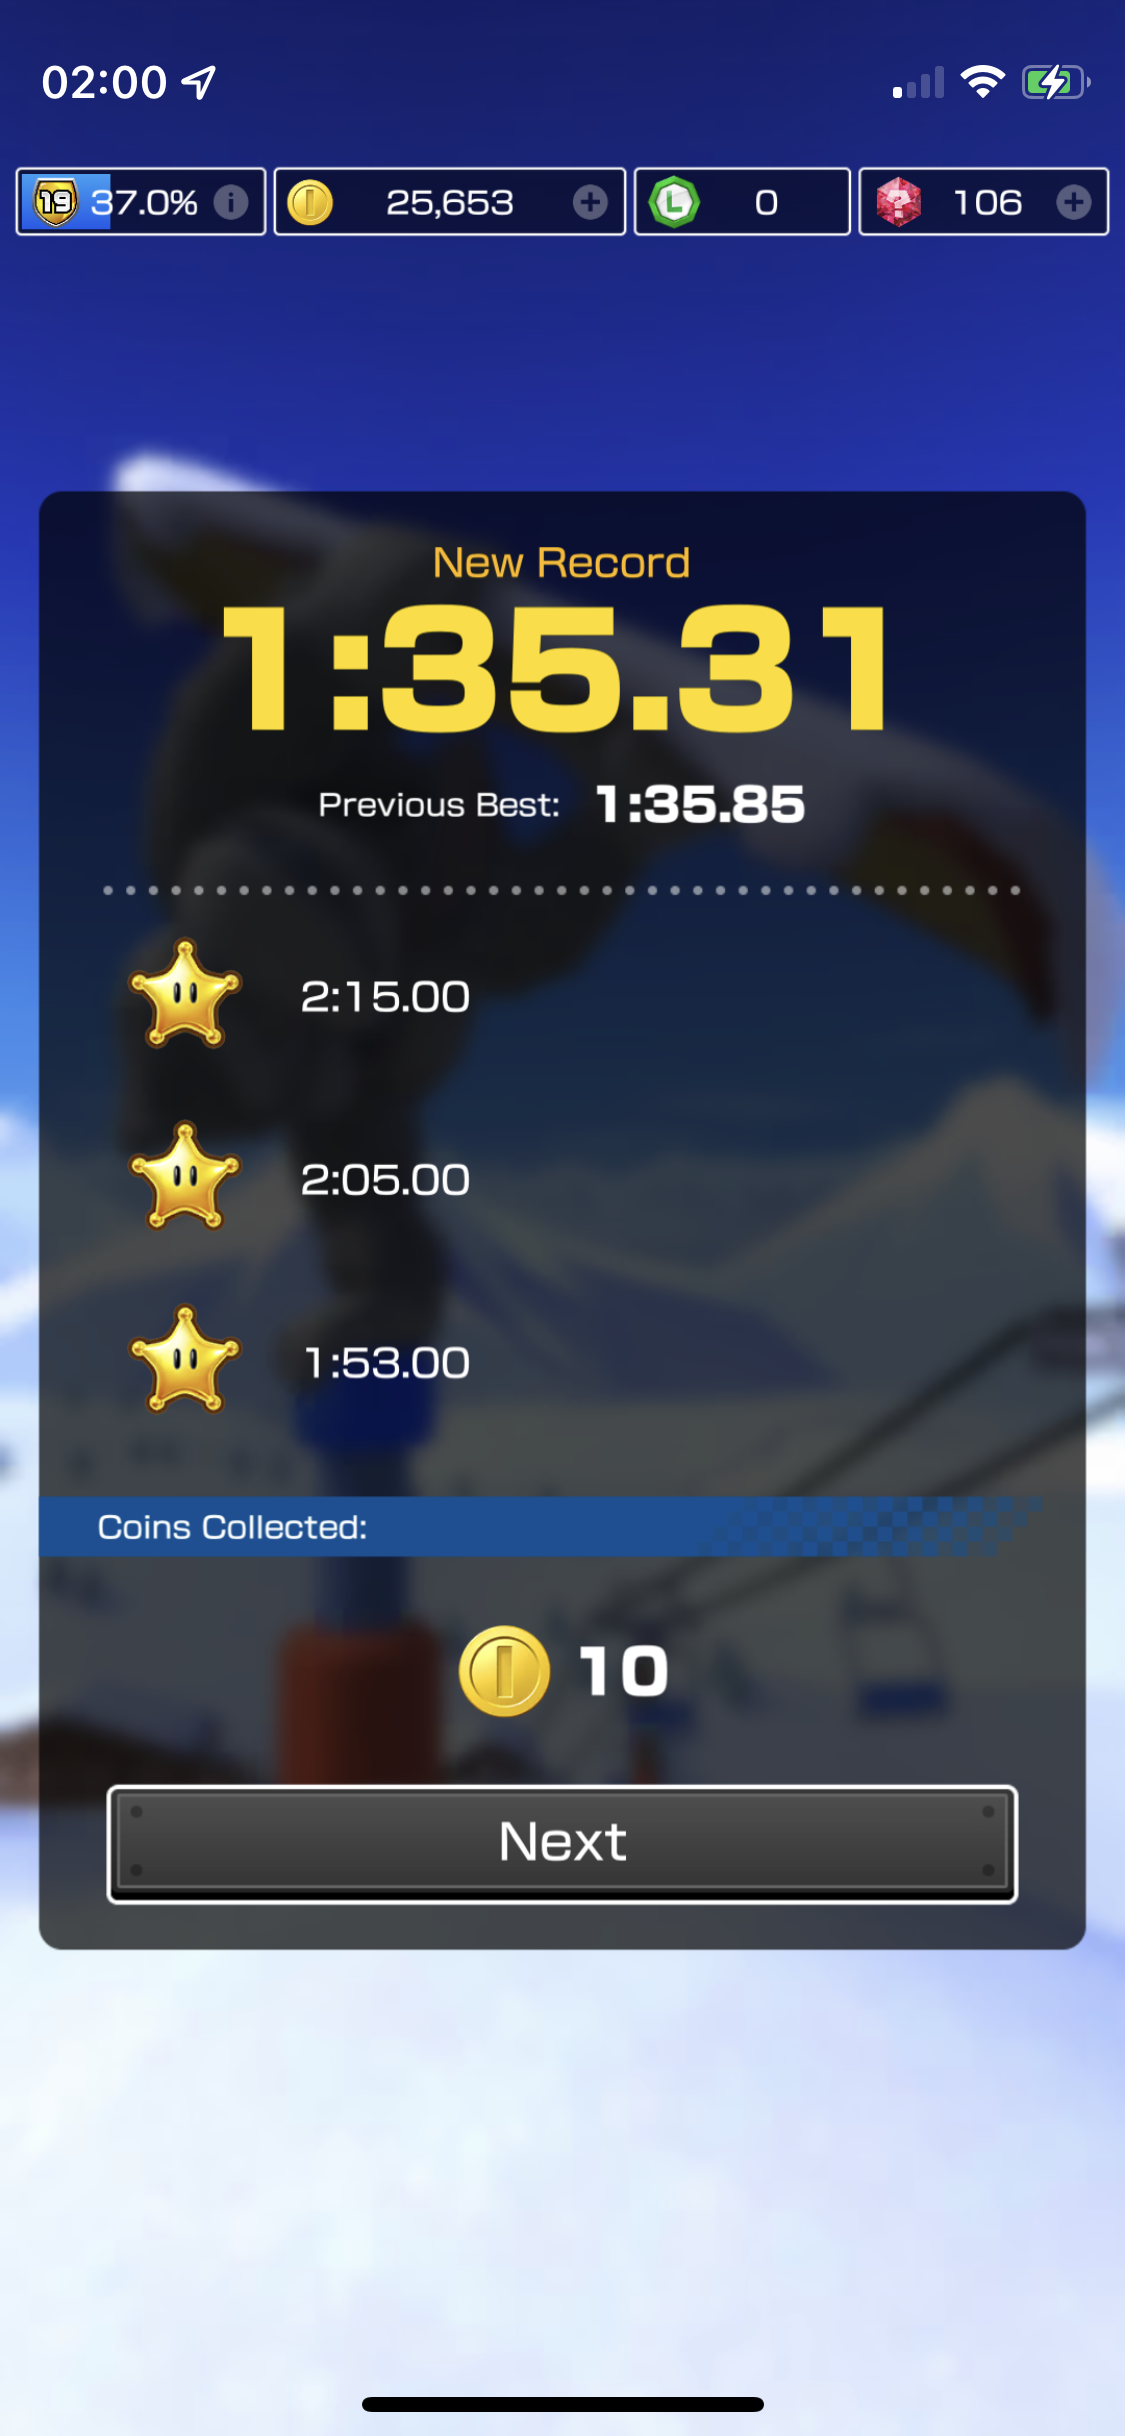 02:00
19 37.0% i 25,653 + L 0 106 +
New Record
1:35.31
Previous Best: 1:35.85
2:15.00
2:05.00
1:53.00
Coins Collected:
10
Next